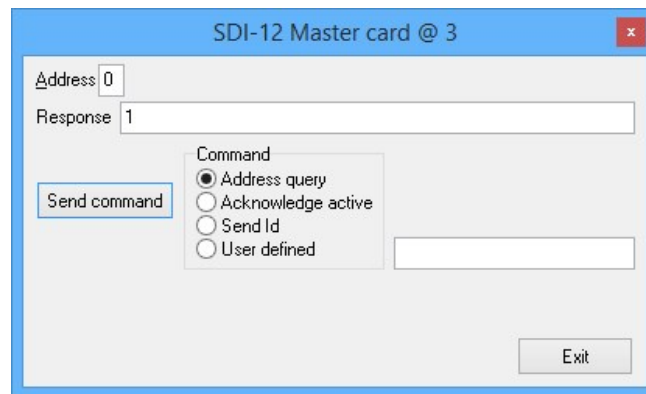 SDI-12 Master card @ 3
x
Address 0
Response 1
Command
Address query
Send command
Acknowledge active
Send Id
User defined
Exit